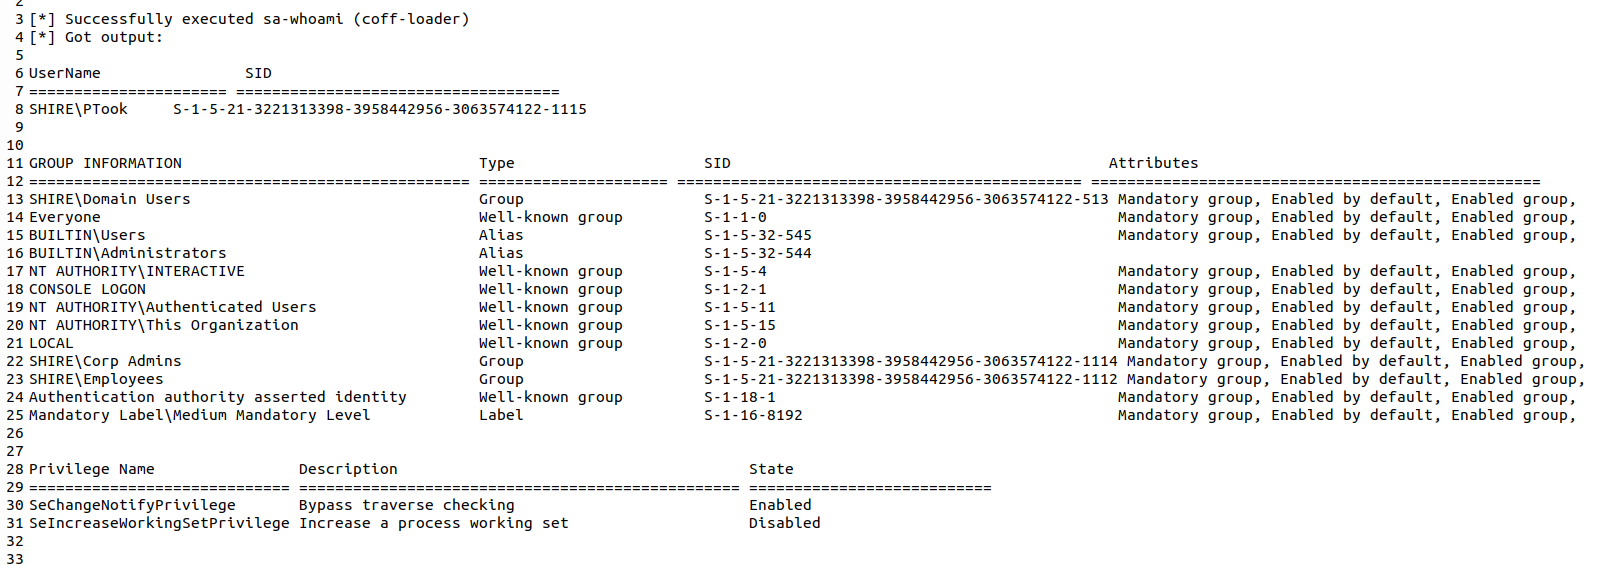 2
3 [*] Successfully executed sa-whoami (coff-loader)
4 [*] Got output:
5
6 UserName                SID
7 ====================== ====================================
8 SHIRE\PTook     S-1-5-21-3221313398-3958442956-3063574122-1115
9
10
11 GROUP INFORMATION                                 Type                     SID                                          Attributes
12 ================================================= ===================== ============================================= ==================================================
13 SHIRE\Domain Users                                Group                    S-1-5-21-3221313398-3958442956-3063574122-513 Mandatory group, Enabled by default, Enabled group,
14 Everyone                                          Well-known group         S-1-1-0                                       Mandatory group, Enabled by default, Enabled group,
15 BUILTIN\Users                                     Alias                    S-1-5-32-545                                  Mandatory group, Enabled by default, Enabled group,
16 BUILTIN\Administrators                            Alias                    S-1-5-32-544
17 NT AUTHORITY\INTERACTIVE                          Well-known group         S-1-5-4                                       Mandatory group, Enabled by default, Enabled group,
18 CONSOLE LOGON                                     Well-known group         S-1-2-1                                       Mandatory group, Enabled by default, Enabled group,
19 NT AUTHORITY\Authenticated Users                  Well-known group         S-1-5-11                                      Mandatory group, Enabled by default, Enabled group,
20 NT AUTHORITY\This Organization                    Well-known group         S-1-5-15                                      Mandatory group, Enabled by default, Enabled group,
21 LOCAL                                             Well-known group         S-1-2-0                                       Mandatory group, Enabled by default, Enabled group,
22 SHIRE\Corp Admins                                 Group                    S-1-5-21-3221313398-3958442956-3063574122-1114 Mandatory group, Enabled by default, Enabled group,
23 SHIRE\Employees                                   Group                    S-1-5-21-3221313398-3958442956-3063574122-1112 Mandatory group, Enabled by default, Enabled group,
24 Authentication authority asserted identity        Well-known group         S-1-18-1                                      Mandatory group, Enabled by default, Enabled group,
25 Mandatory Label\Medium Mandatory Level            Label                    S-1-16-8192                                   Mandatory group, Enabled by default, Enabled group,
26
27
28 Privilege Name                Description                                       State
29 ============================= ================================================= ===========================
30 SeChangeNotifyPrivilege       Bypass traverse checking                          Enabled
31 SeIncreaseWorkingSetPrivilege Increase a process working set                    Disabled
32
33